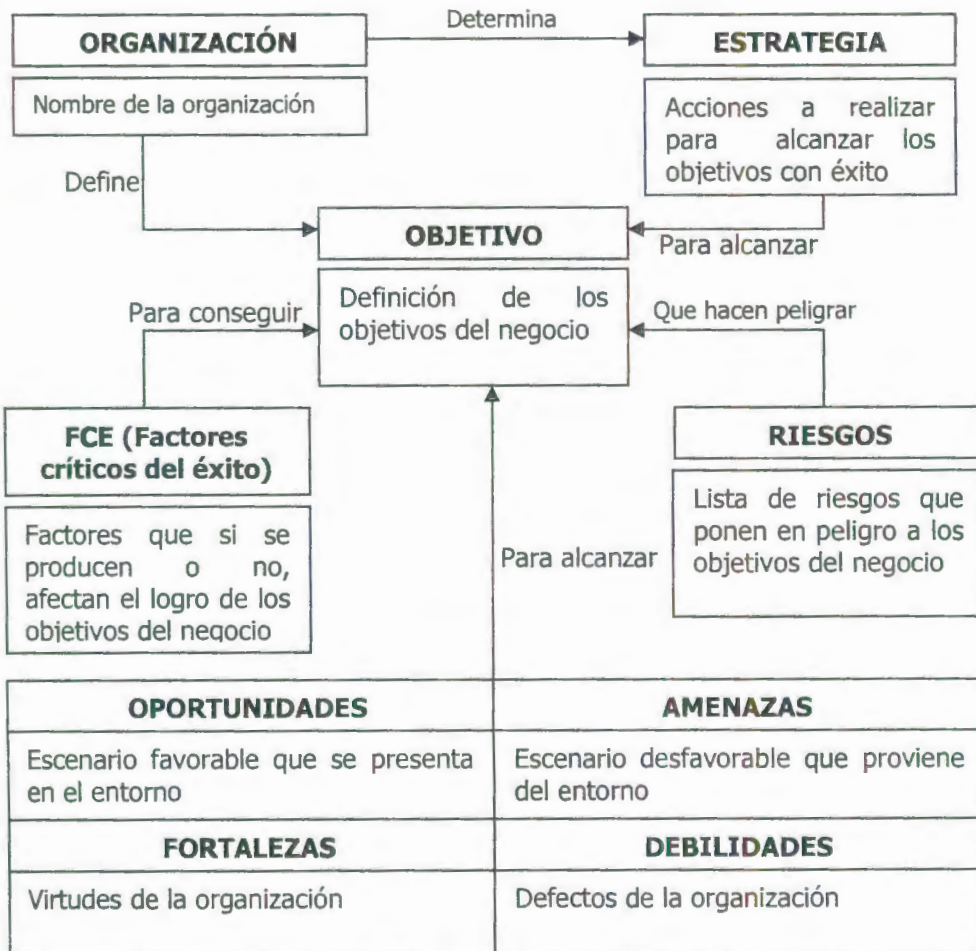 Determina
ORGANIZACIÓN
ESTRATEGIA
Nombre de la organización
Acciones a realizar
para alcanzar los
objetivos con éxito
Define
OBJETIVO
Para alcanzar
Definición de los
objetivos del negocio
Para conseguir
Que hacen peligrar
FCE (Factores
críticos del éxito)
RIESGOS
Factores que si se
producen o no,
afectan el logro de los
objetivos del negocio
Lista de riesgos que
ponen en peligro a los
objetivos del negocio
Para alcanzar
OPORTUNIDADES
AMENAZAS
Escenario favorable que se presenta
en el entorno
Escenario desfavorable que proviene
del entorno
FORTALEZAS
DEBILIDADES
Virtudes de la organización
Defectos de la organización